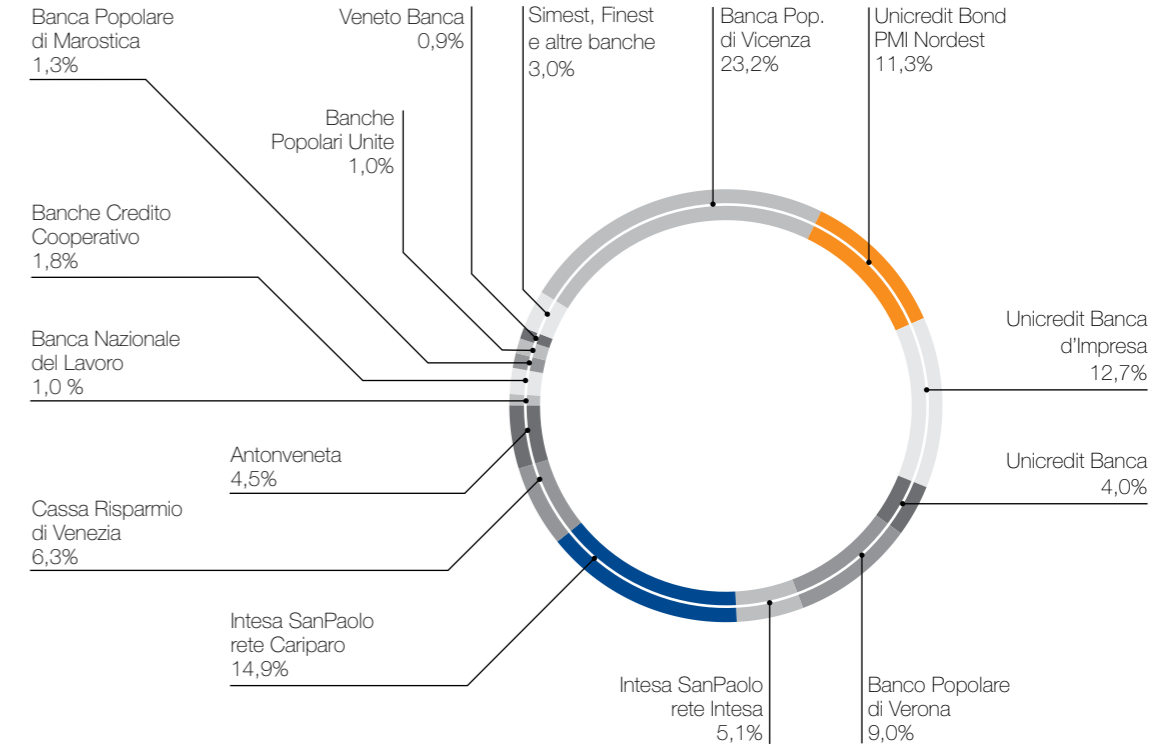 Banca Popolare
di Marostica
1,3%
Veneto Banca
0,9%
Simest, Finest
e altre banche
3,0%
Banca Pop.
di Vicenza
23,2%
Unicredit Bond
PMI Nordest
11,3%
Banche
Popolari Unite
1,0%
Banche Credito
Cooperativo
1,8%
Banca Nazionale
del Lavoro
1,0 %
Unicredit Banca
d'Impresa
12,7%
Antonveneta
4,5%
Unicredit Banca
4,0%
Cassa Risparmio
di Venezia
6,3%
Intesa SanPaolo
rete Cariparo
14,9%
Intesa SanPaolo
rete Intesa
5,1%
Banco Popolare
di Verona
9,0%